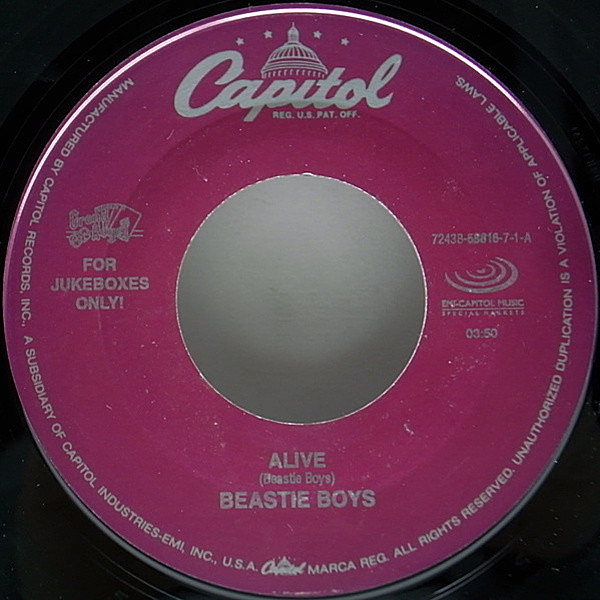 Capitol
REG. U.S. PAT. OFF.
MANUFACTURED BY CAPITOL RECORDS, INC., A SUBSIDIARY OF CAPITOL INDUSTRIES-EMI, INC., U.S.A. Capitol MARCA REG. ALL RIGHTS RESERVED. UNAUTHORIZED DUPLICATION IS A VIOLATION OF APPLICABLE LAWS.
FOR
JUKEBOXES
ONLY!
EMI-CAPITOL MUSIC
SPECIAL MARKETS
03:50
ALIVE
(Beastie Boys)
BEASTIE BOYS